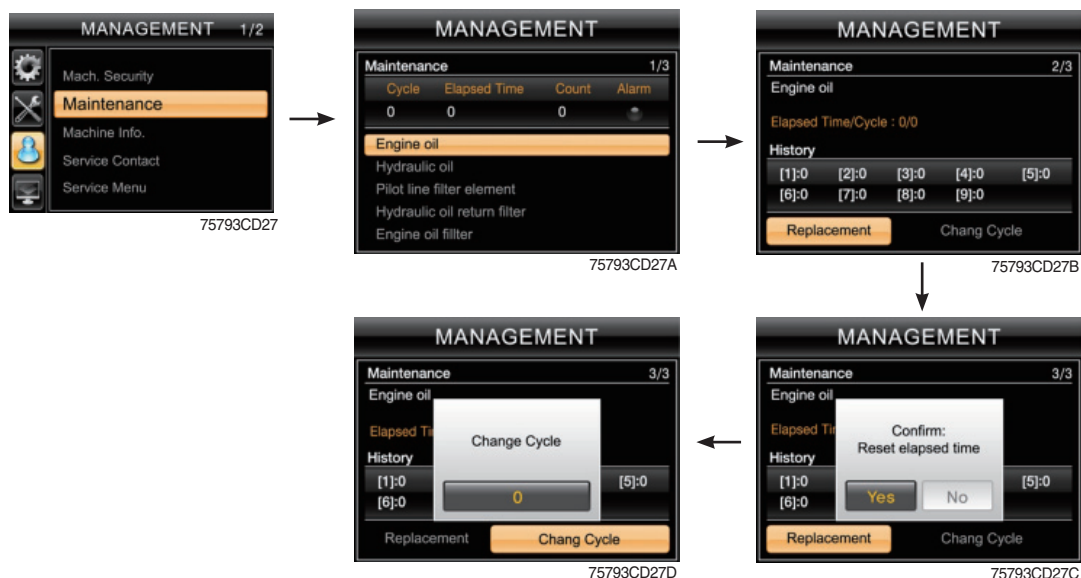 MANAGEMENT 1/2
Mach. Security
Maintenance
Machine Info.
Service Contact
Service Menu
75793CD27
MANAGEMENT
Maintenance 1/3
Cycle Elapsed Time Count Alarm
0 0 0
Engine oil
Hydraulic oil
Pilot line filter element
Hydraulic oil return filter
Engine oil fillter
75793CD27A
MANAGEMENT
Maintenance 2/3
Engine oil
Elapsed Time/Cycle : 0/0
History
[1]:0 [2]:0 [3]:0 [4]:0 [5]:0
[6]:0 [7]:0 [8]:0 [9]:0
Replacement Chang Cycle
75793CD27B
MANAGEMENT
Maintenance 3/3
Engine oil
Elapsed
Confirm:
Reset elapsed time
History
[1]:0 [5]:0
[6]:0
Yes No
Replacement Chang Cycle
75793CD27C
MANAGEMENT
Maintenance 3/3
Engine oil
Elapsed
Change Cycle
History
[1]:0 [5]:0
[6]:0
0
Replacement Chang Cycle
75793CD27D